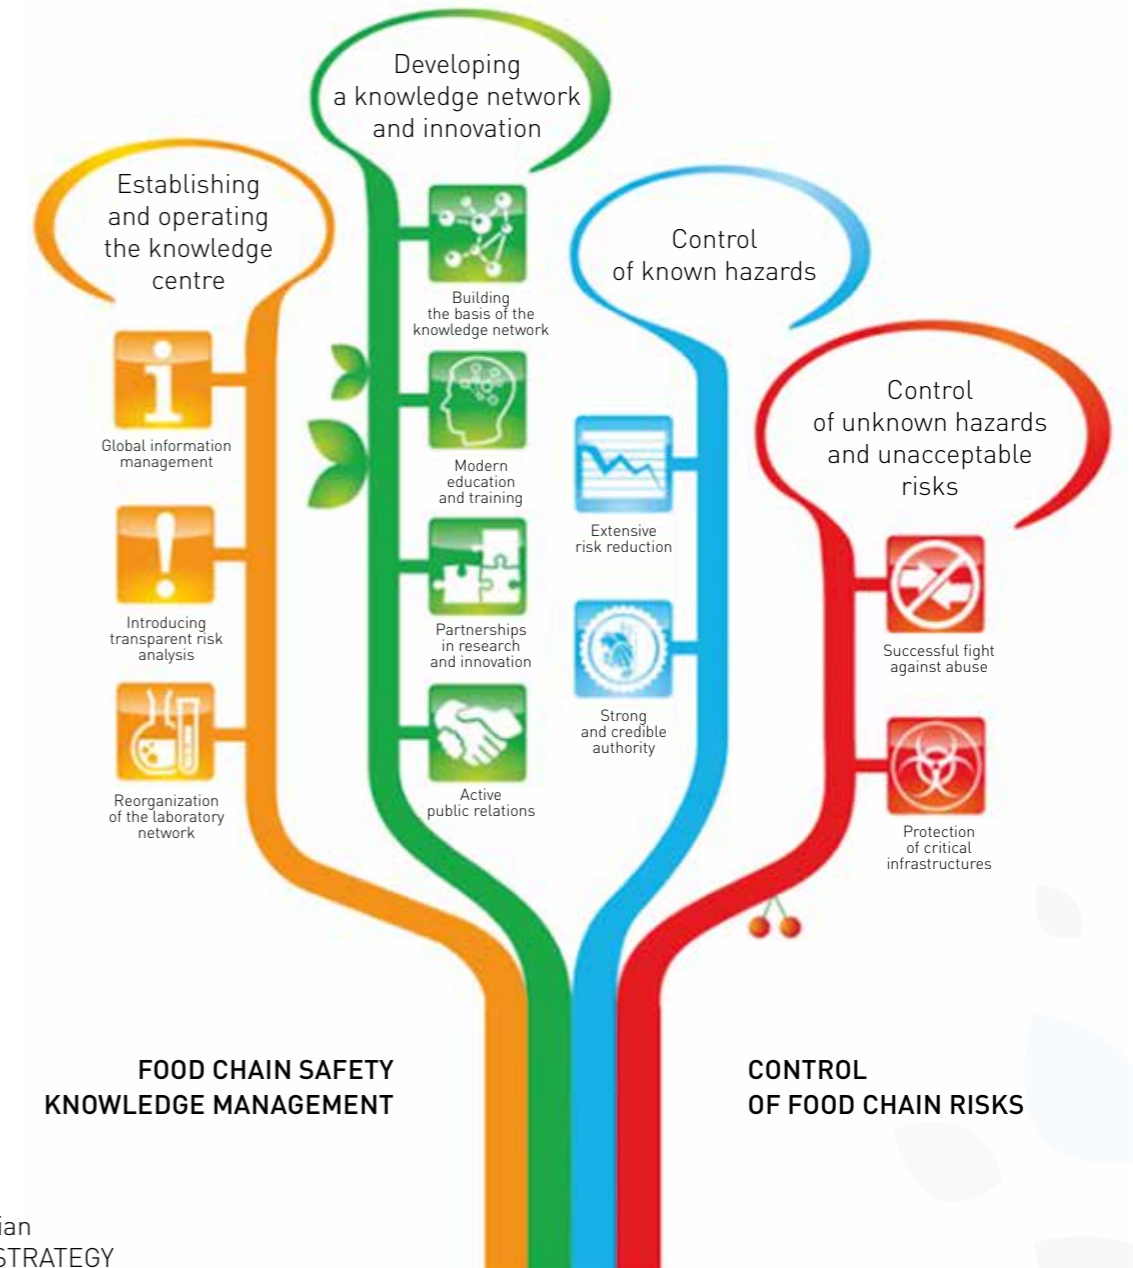 Developing
a knowledge network
and innovation
Establishing
and operating
the knowledge
centre
Control
of known hazards
Control
of unknown hazards
and unacceptable
risks
Global information
management
Introducing
transparent risk
analysis
Reorganization
of the laboratory
network
Building
the basis of the
knowledge network
Modern
education
and training
Partnerships
in research
and innovation
Active
public relations
Extensive
risk reduction
Strong
and credible
authority
Successful fight
against abuse
Protection
of critical
infrastructures
FOOD CHAIN SAFETY
KNOWLEDGE MANAGEMENT
CONTROL
OF FOOD CHAIN RISKS
ian
STRATEGY